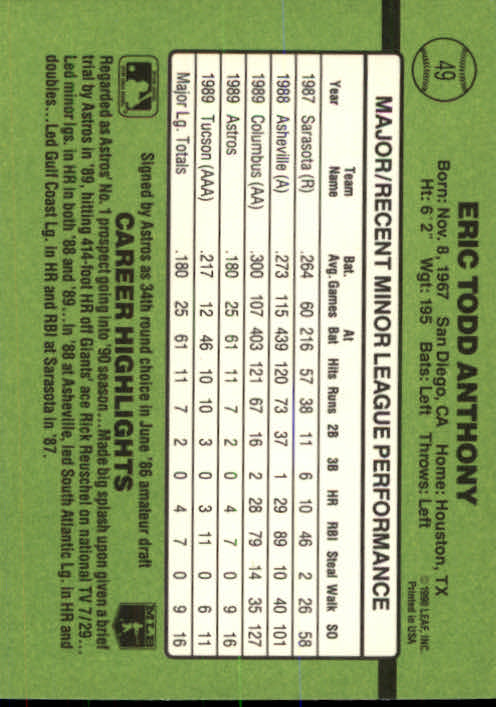 49
ERIC TODD ANTHONY
Born: Nov. 8, 1967 San Diego, CA Home: Houston, TX
Ht: 6' 2" Wgt: 195 Bats: Left Throws: Left
© 1990 LEAF, INC.
Printed in USA
MAJOR/RECENT MINOR LEAGUE PERFORMANCE
Year Team Name Bat. Avg. Games At Bat Hits Runs 2B 3B HR RBI Steal Walk SO
1987 Sarasota (R) .264 60 216 57 38 11 6 10 46 2 26 58
1988 Asheville (A) .273 115 439 120 73 37 1 29 89 10 40 101
1989 Columbus (AA) .300 107 403 121 67 16 2 28 79 14 35 127
1989 Astros .180 25 61 11 7 2 0 4 7 0 9 16
1989 Tucson (AAA) .217 12 46 10 10 3 0 3 11 0 6 11
Major Lg. Totals .180 25 61 11 7 2 0 4 7 0 9 16
Signed by Astros as 34th round choice in June '86 amateur draft
CAREER HIGHLIGHTS
Regarded as Astros' No. 1 prospect going into '90 season...Made big splash upon given a brief
trial by Astros in '89, hitting 414-foot HR off Giants' ace Rick Reuschel on national TV 7/29...
Led minor lgs. in HR in both '88 and '89...In '88 at Asheville, led South Atlantic Lg. in HR and
doubles...Led Gulf Coast Lg. in HR and RBI at Sarasota in '87.